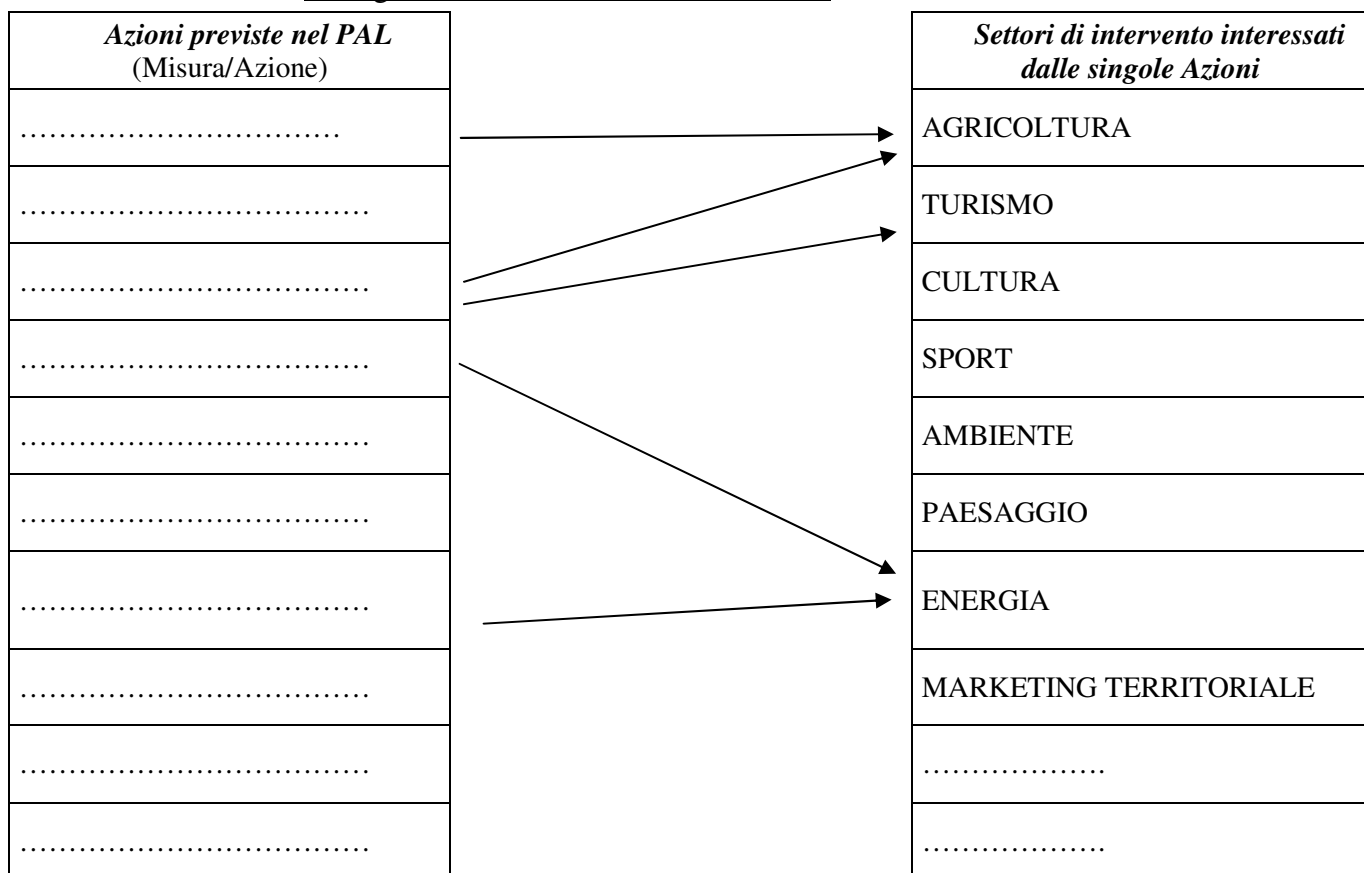 Azioni previste nel PAL
(Misura/Azione)
Settori di intervento interessati
dalle singole Azioni
……………………………
AGRICOLTURA
………………………………
TURISMO
………………………………
CULTURA
………………………………
SPORT
………………………………
AMBIENTE
………………………………
PAESAGGIO
………………………………
ENERGIA
………………………………
MARKETING TERRITORIALE
………………………………
……………….
………………………………
……………….